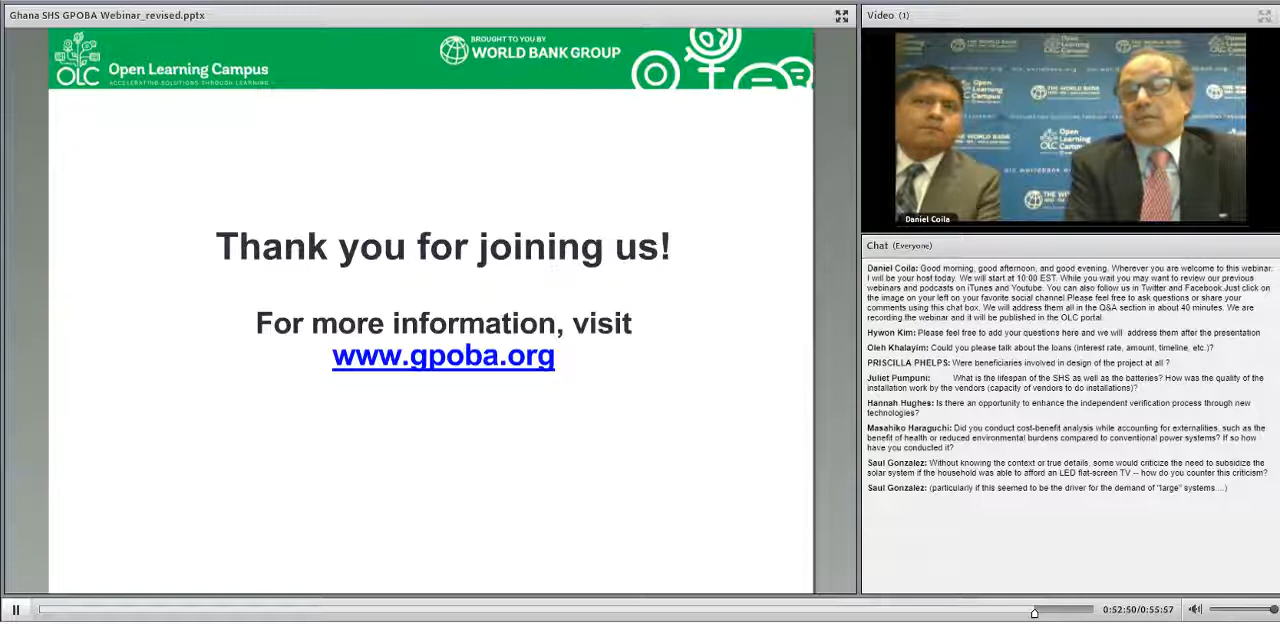 Ghana SHS GPOBA Webinar_revised.pptx
OLC Open Learning Campus
ACCELERATING SOLUTIONS THROUGH LEARNING
BROUGHT TO YOU BY
WORLD BANK GROUP
Thank you for joining us!
For more information, visit
www.gpoba.org
0:52:50/0:55:57
Video (1)
THE WORLD BANK
Open Learning Campus
OLC
Daniel Coila
Chat (Everyone)
Daniel Coila: Good morning, good afternoon, and good evening. Wherever you are welcome to this webinar.
I will be your host today. We will start at 10:00 EST. While you wait you may want to review our previous
webinars and podcasts on iTunes and Youtube. You can also follow us in Twitter and Facebook.Just click on
the image on your left on your favorite social channel.Please feel free to ask questions or share your
comments using this chat box. We will address them all in the Q&A section in about 40 minutes. We are
recording the webinar and it will be published in the OLC portal.
Hywon Kim: Please feel free to add your questions here and we will address them after the presentation
Oleh Khalayim: Could you please talk about the loans (interest rate, amount, timeline, etc.)?
PRISCILLA PHELPS: Were beneficiaries involved in design of the project at all ?
Juliet Pumpuni: What is the lifespan of the SHS as well as the batteries? How was the quality of the
installation work by the vendors (capacity of vendors to do installations)?
Hannah Hughes: Is there an opportunity to enhance the independent verification process through new
technologies?
Masahiko Haraguchi: Did you conduct cost-benefit analysis while accounting for externalities, such as the
benefit of health or reduced environmental burdens compared to conventional power systems? If so how
have you conducted it?
Saul Gonzalez: Without knowing the context or true details, some would criticize the need to subsidize the
solar system if the household was able to afford an LED flat-screen TV -- how do you counter this criticism?
Saul Gonzalez: (particularly if this seemed to be the driver for the demand of "large" systems....)